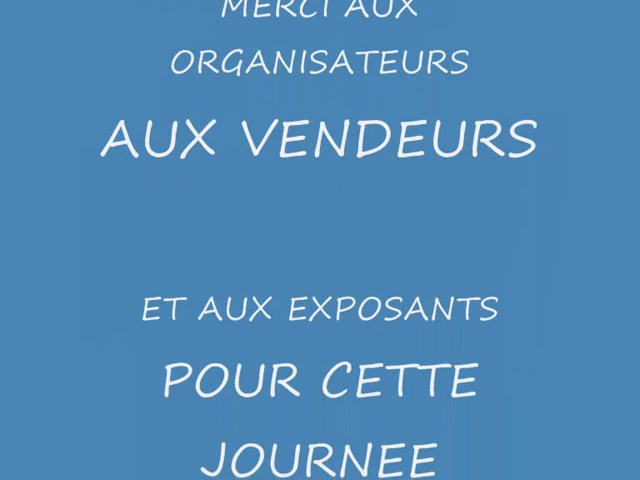 MERCI AUX
ORGANISATEURS
AUX VENDEURS
ET AUX EXPOSANTS
POUR CETTE
JOURNEE